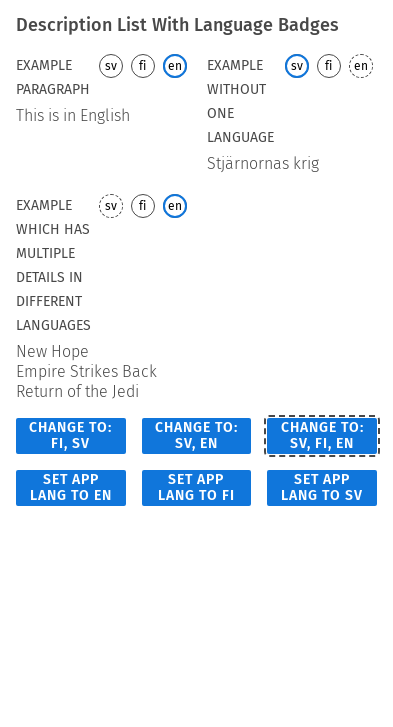 Description List With Language Badges
EXAMPLE PARAGRAPH
sv fi en
This is in English
EXAMPLE WITHOUT ONE LANGUAGE
sv fi en
Stjärnornas krig
EXAMPLE WHICH HAS MULTIPLE DETAILS IN DIFFERENT LANGUAGES
sv fi en
New Hope
Empire Strikes Back
Return of the Jedi
CHANGE TO: FI, SV
CHANGE TO: SV, EN
CHANGE TO: SV, FI, EN
SET APP LANG TO EN
SET APP LANG TO FI
SET APP LANG TO SV